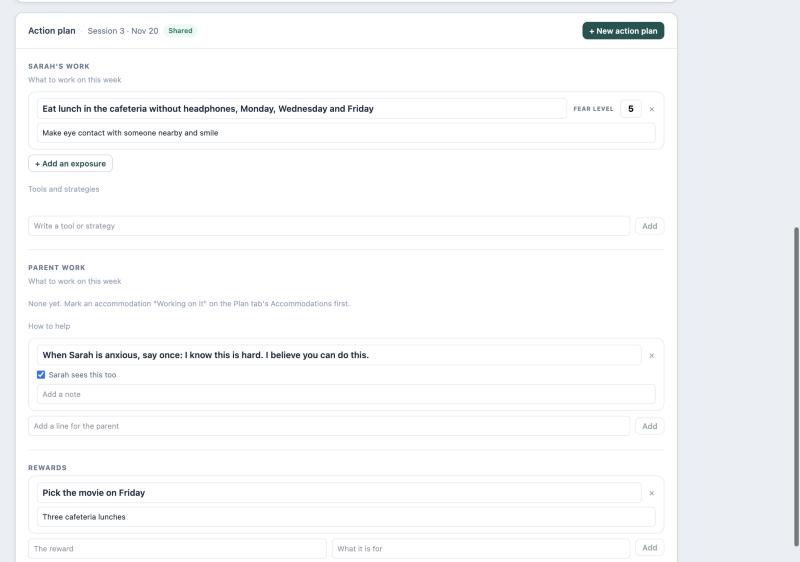 Action plan · Session 3 · Nov 20 Shared
+ New action plan
SARAH'S WORK
What to work on this week
Eat lunch in the cafeteria without headphones, Monday, Wednesday and Friday
FEAR LEVEL 5 ×
Make eye contact with someone nearby and smile
+ Add an exposure
Tools and strategies
Write a tool or strategy
Add
PARENT WORK
What to work on this week
None yet. Mark an accommodation "Working on it" on the Plan tab's Accommodations first.
How to help
When Sarah is anxious, say once: I know this is hard. I believe you can do this.
×
Sarah sees this too
Add a note
Add a line for the parent
Add
REWARDS
Pick the movie on Friday
×
Three cafeteria lunches
The reward
What it is for
Add